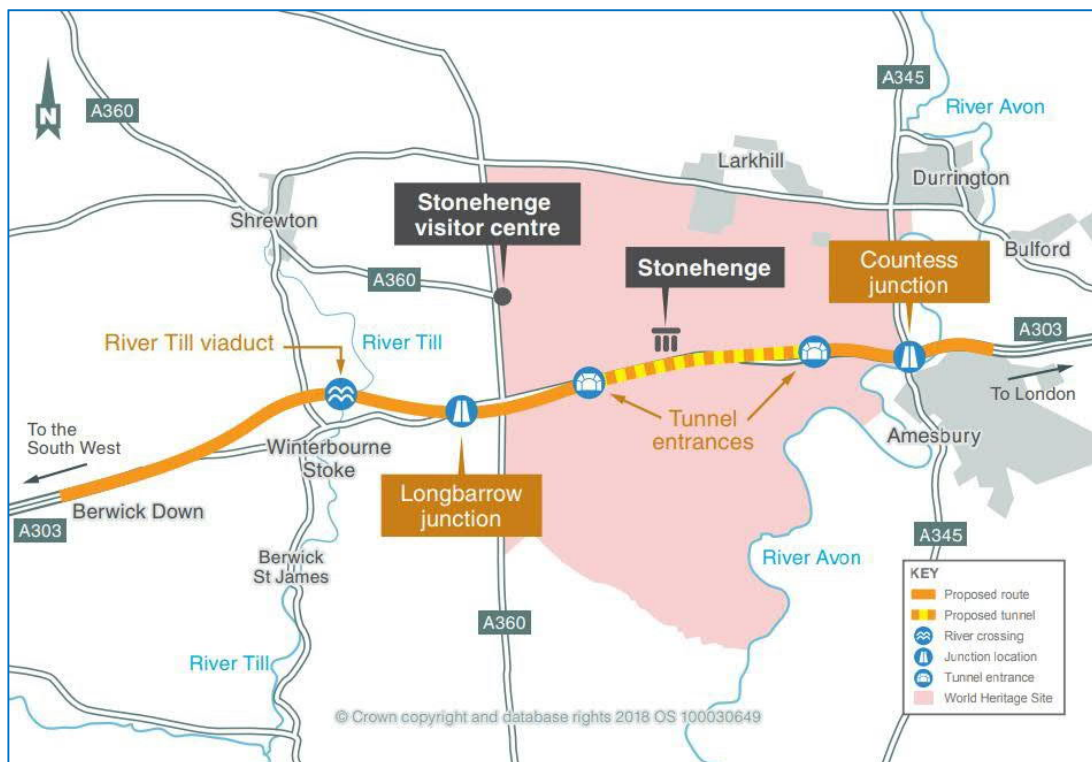 A360
A345
River Avon
Larkhill
Durrington
Shrewton
Stonehenge
visitor centre
Bulford
Stonehenge
Countess
junction
A360
A303
River Till viaduct
River Till
To London
Tunnel
entrances
To the
South West
Winterbourne
Stoke
Amesbury
Longbarrow
junction
Berwick Down
A303
A345
Berwick
St James
River Avon
A360
River Till
KEY
Proposed route
Proposed tunnel
River crossing
Junction location
Tunnel entrance
World Heritage Site
© Crown copyright and database rights 2018 OS 100030649
N